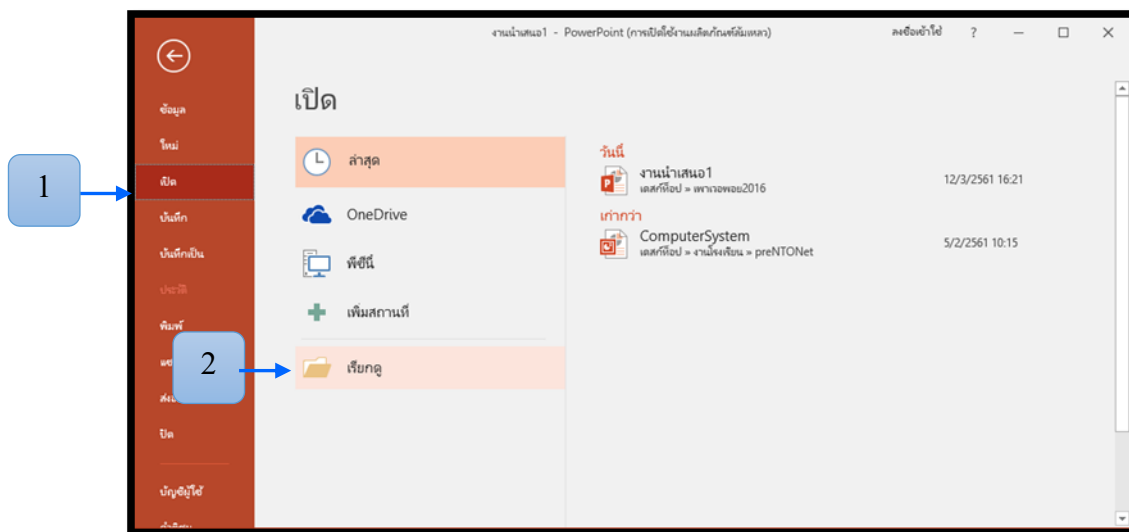 งานนำเสนอ1 - PowerPoint (การเปิดใช้งานผลิตภัณฑ์ล้มเหลว)
ลงชื่อเข้าใช้ ?
ข้อมูล
ใหม่
เปิด
บันทึก
บันทึกเป็น
ประวัติ
พิมพ์
ปิด
บัญชีผู้ใช้
1
2
เปิด
ล่าสุด
OneDrive
พีซีนี้
เพิ่มสถานที่
เรียกดู
วันนี้
งานนำเสนอ1
เดสก์ท็อป » เพาเวอพอย2016
12/3/2561 16:21
เก่ากว่า
ComputerSystem
เดสก์ท็อป » งานโรงเรียน » preNTONet
5/2/2561 10:15